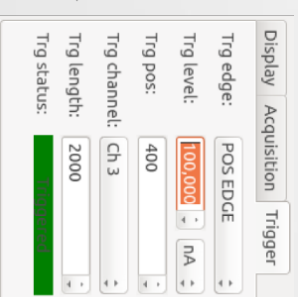 Display Acquisition Trigger
Trg edge: POS EDGE
Trg level: 100,000 nA
Trg pos: 400
Trg channel: Ch 3
Trg length: 2000
Trg status: